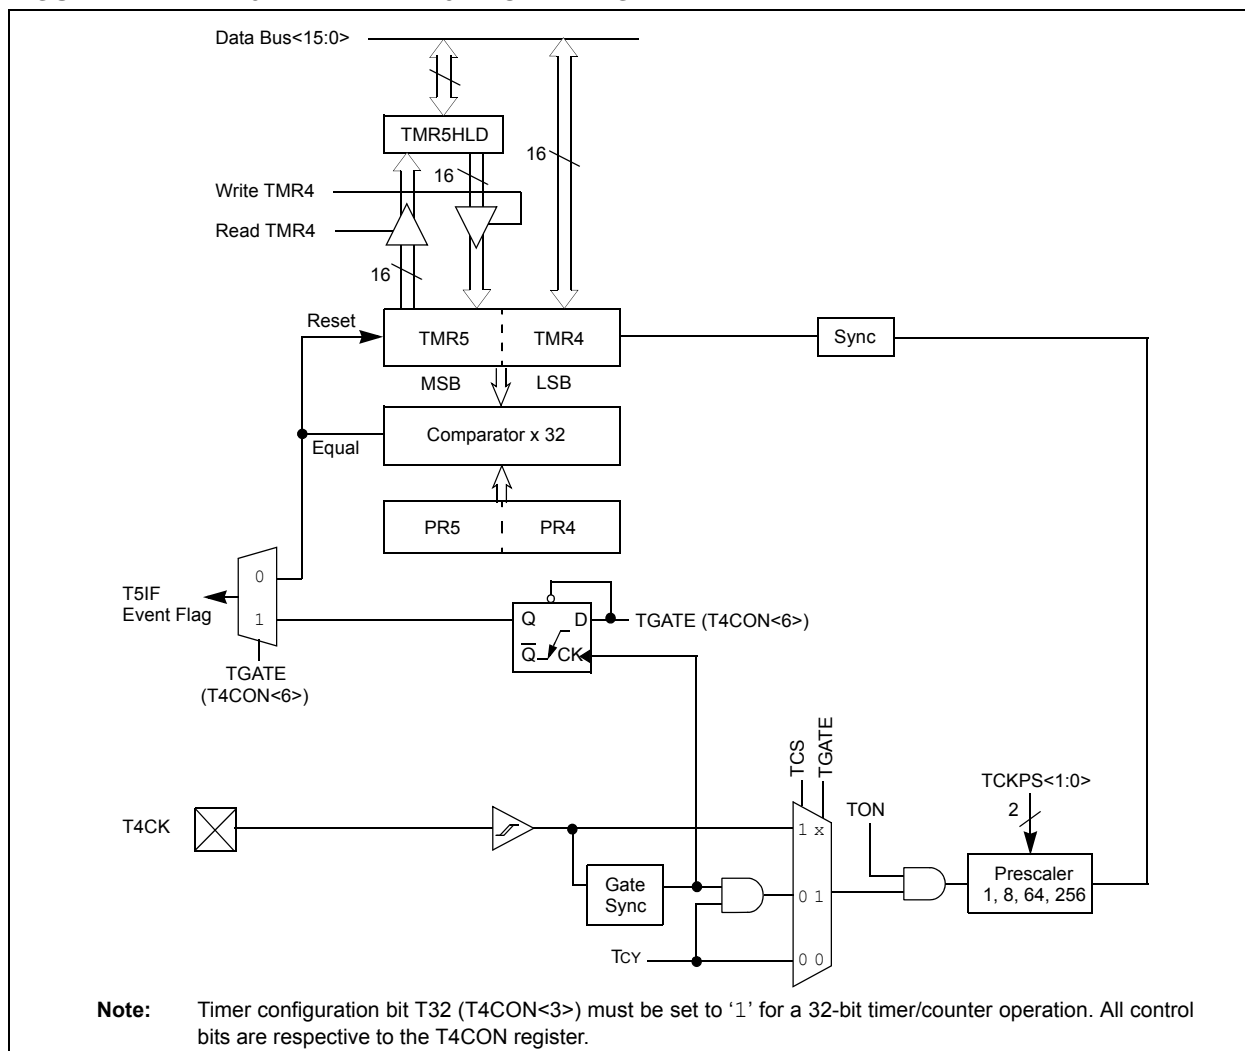 Data Bus<15:0>
TMR5HLD
16
16
Write TMR4
Read TMR4
16
Reset
TMR5
TMR4
Sync
MSB
LSB
Equal
Comparator x 32
PR5
PR4
0
T5IF
Event Flag
1
Q
D
TGATE (T4CON<6>)
Q
CK
TGATE
(T4CON<6>)
TCS
TGATE
TCKPS<1:0>
2
TON
T4CK
1 x
Prescaler
1, 8, 64, 256
Gate
Sync
0 1
TCY
0 0
Note: Timer configuration bit T32 (T4CON<3>) must be set to ‘1’ for a 32-bit timer/counter operation. All control
bits are respective to the T4CON register.